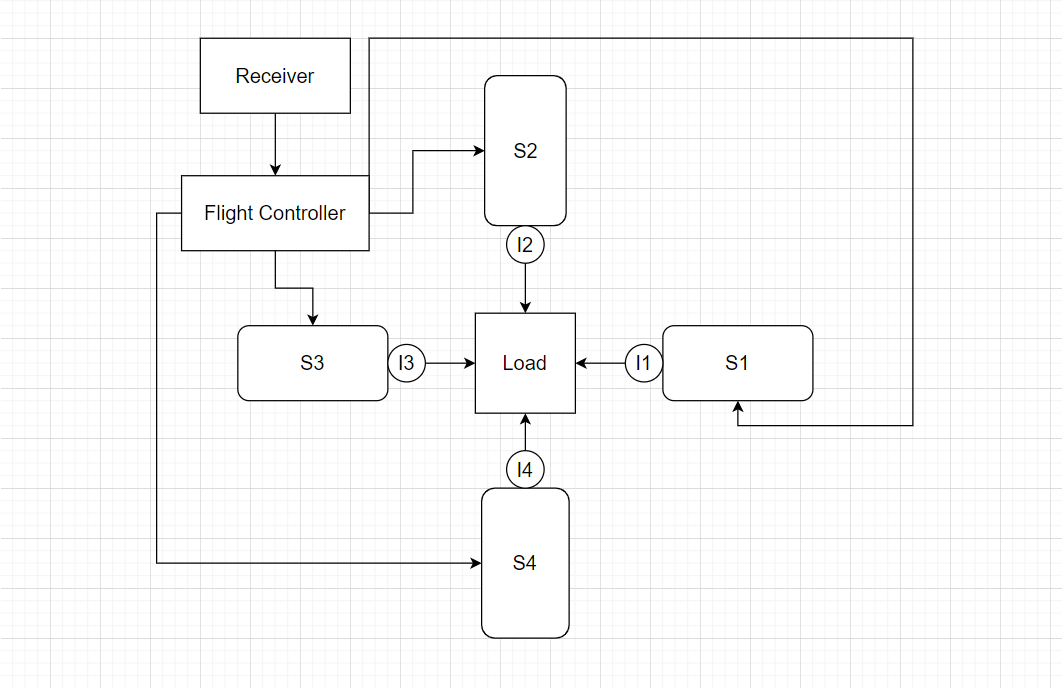 Receiver
S2
Flight Controller
I2
S3
I3
Load
I1
S1
I4
S4